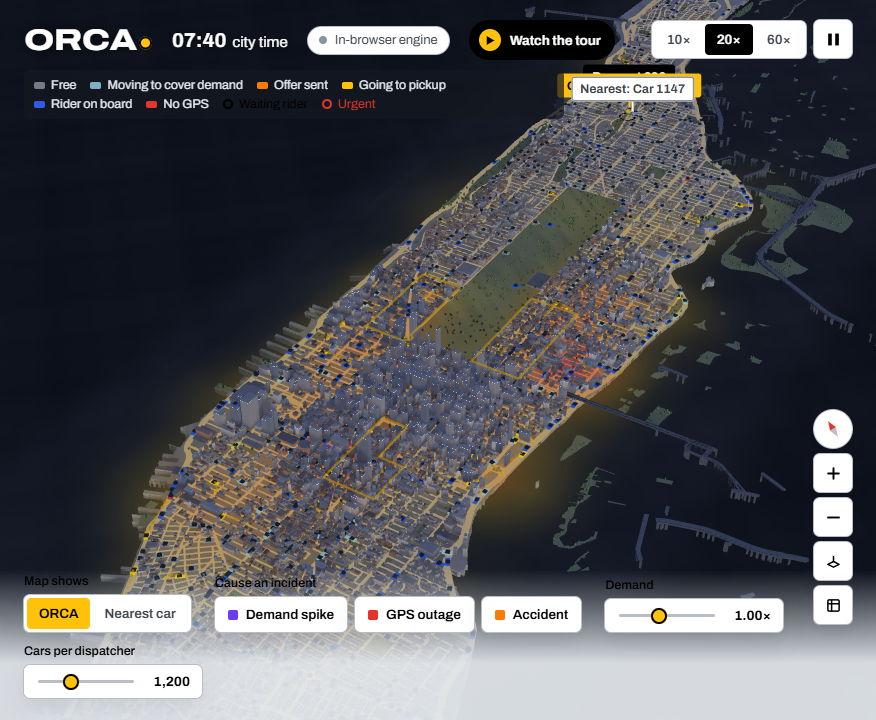 ORCA
07:40 city time
In-browser engine
Watch the tour
10×
20×
60×
Free
Moving to cover demand
Offer sent
Going to pickup
Rider on board
No GPS
Waiting rider
Urgent
Nearest: Car 1147
Map shows
ORCA
Nearest car
Cause an incident
Demand spike
GPS outage
Accident
Demand
1.00×
Cars per dispatcher
1,200